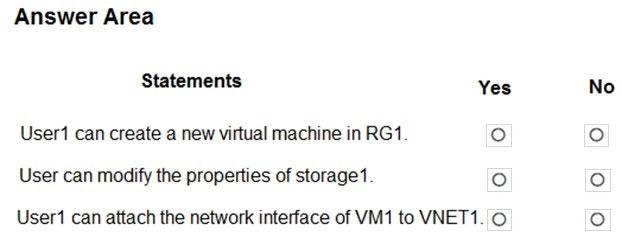 Answer Area
Statements Yes No
User1 can create a new virtual machine in RG1.
User can modify the properties of storage1.
User1 can attach the network interface of VM1 to VNET1.